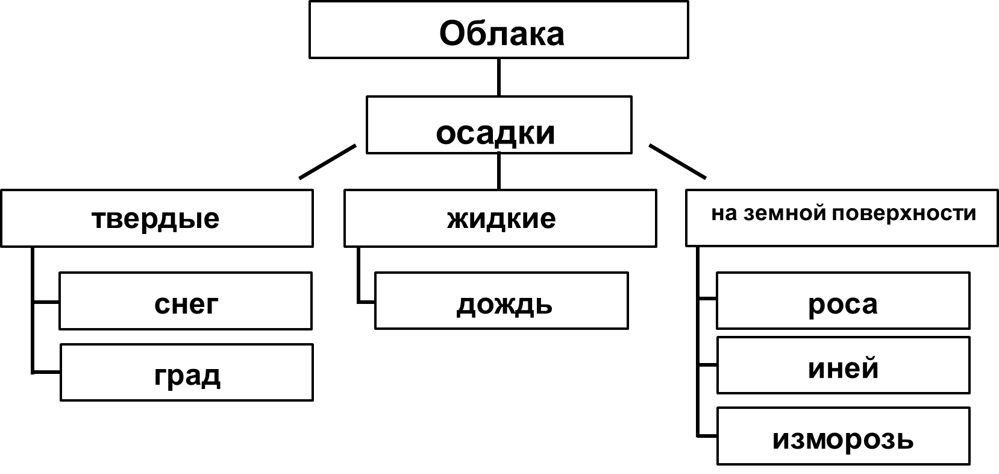 Облака
осадки
твердые
жидкие
на земной поверхности
снег
дождь
роса
град
иней
изморозь